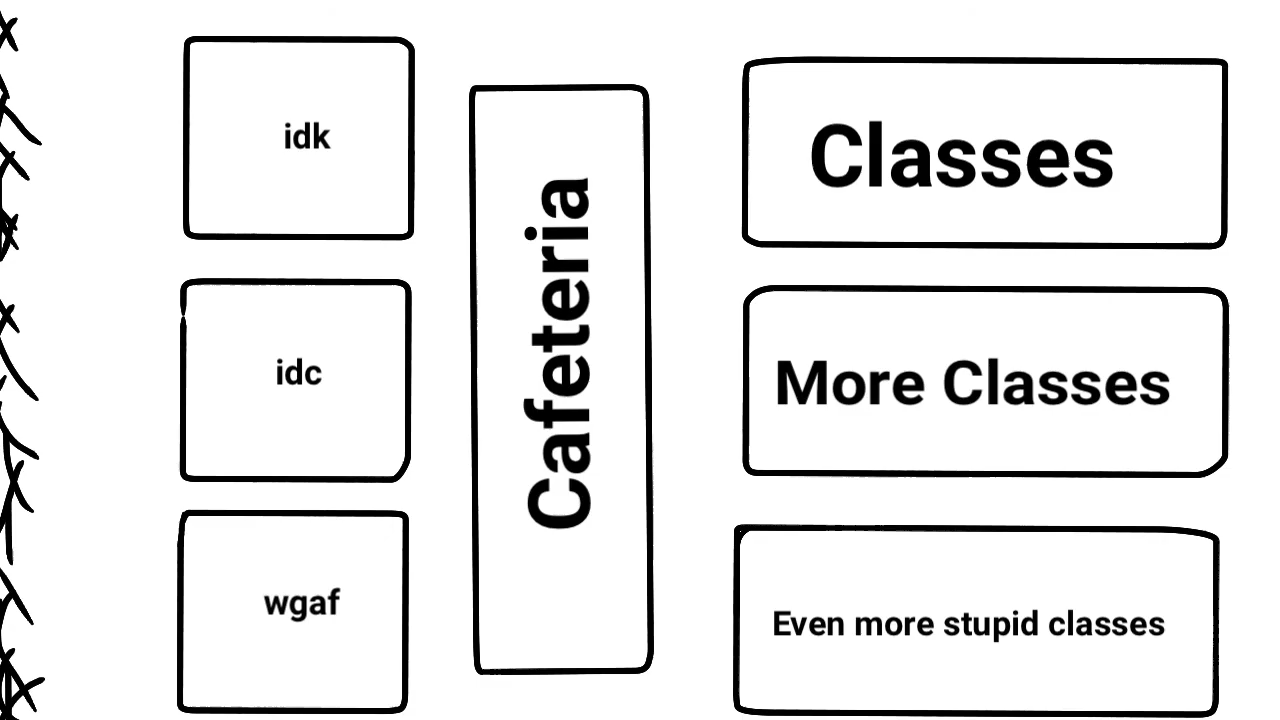 idk
idc
wgaf
Cafeteria
Classes
More Classes
Even more stupid classes